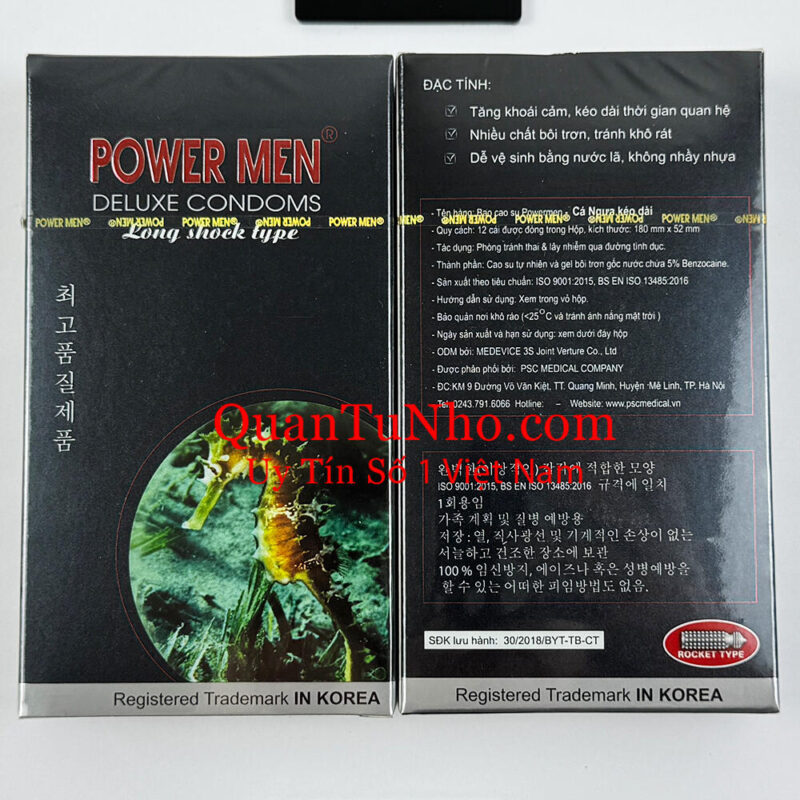 POWER MEN®
DELUXE CONDOMS
POWER MEN® POWER MEN® POWER MEN® POWER MEN® POWER MEN®
Long shock type
최고품질제품
Registered Trademark IN KOREA
ĐẶC TÍNH:
Tăng khoái cảm, kéo dài thời gian quan hệ
Nhiều chất bôi trơn, tránh khô rát
Dễ vệ sinh bằng nước lã, không nhầy nhựa
- Tên hàng: Bao cao su Powermen - Cá Ngựa kéo dài
POWER MEN® POWER MEN® POWER MEN® POWER MEN® POWER MEN®
- Quy cách: 12 cái được đóng trong Hộp, kích thước: 180 mm x 52 mm
- Tác dụng: Phòng tránh thai & lây nhiễm qua đường tình dục.
- Thành phần: Cao su tự nhiên và gel bôi trơn gốc nước chứa 5% Benzocaine.
- Sản xuất theo tiêu chuẩn: ISO 9001:2015, BS EN ISO 13485:2016
- Hướng dẫn sử dụng: Xem trong vỏ hộp.
- Bảo quản nơi khô ráo (<25°C và tránh ánh nắng mặt trời )
- Ngày sản xuất và hạn sử dụng: xem dưới đáy hộp
- ODM bởi: MEDEVICE 3S Joint Verture Co., Ltd
- Được phân phối bởi: PSC MEDICAL COMPANY
- ĐC:KM 9 Đường Võ Văn Kiệt, TT. Quang Minh, Huyện Mê Linh, TP. Hà Nội
Tel:0243.791.6066 Hotline: – Website: www.pscmedical.vn
QuanTuNho.com
Uy Tín Số 1 Việt Nam
적합한 모양
ISO 9001:2015, BS EN ISO 13485:2016 규격에 일치
1회용임
가족 계획 및 질병 예방용
저장 : 열, 직사광선 및 기계적인 손상이 없는
서늘하고 건조한 장소에 보관
100% 임신방지, 에이즈나 혹은 성병예방을
할 수 있는 어떠한 피임방법도 없음.
SĐK lưu hành: 30/2018/BYT-TB-CT
ROCKET TYPE
Registered Trademark IN KOREA